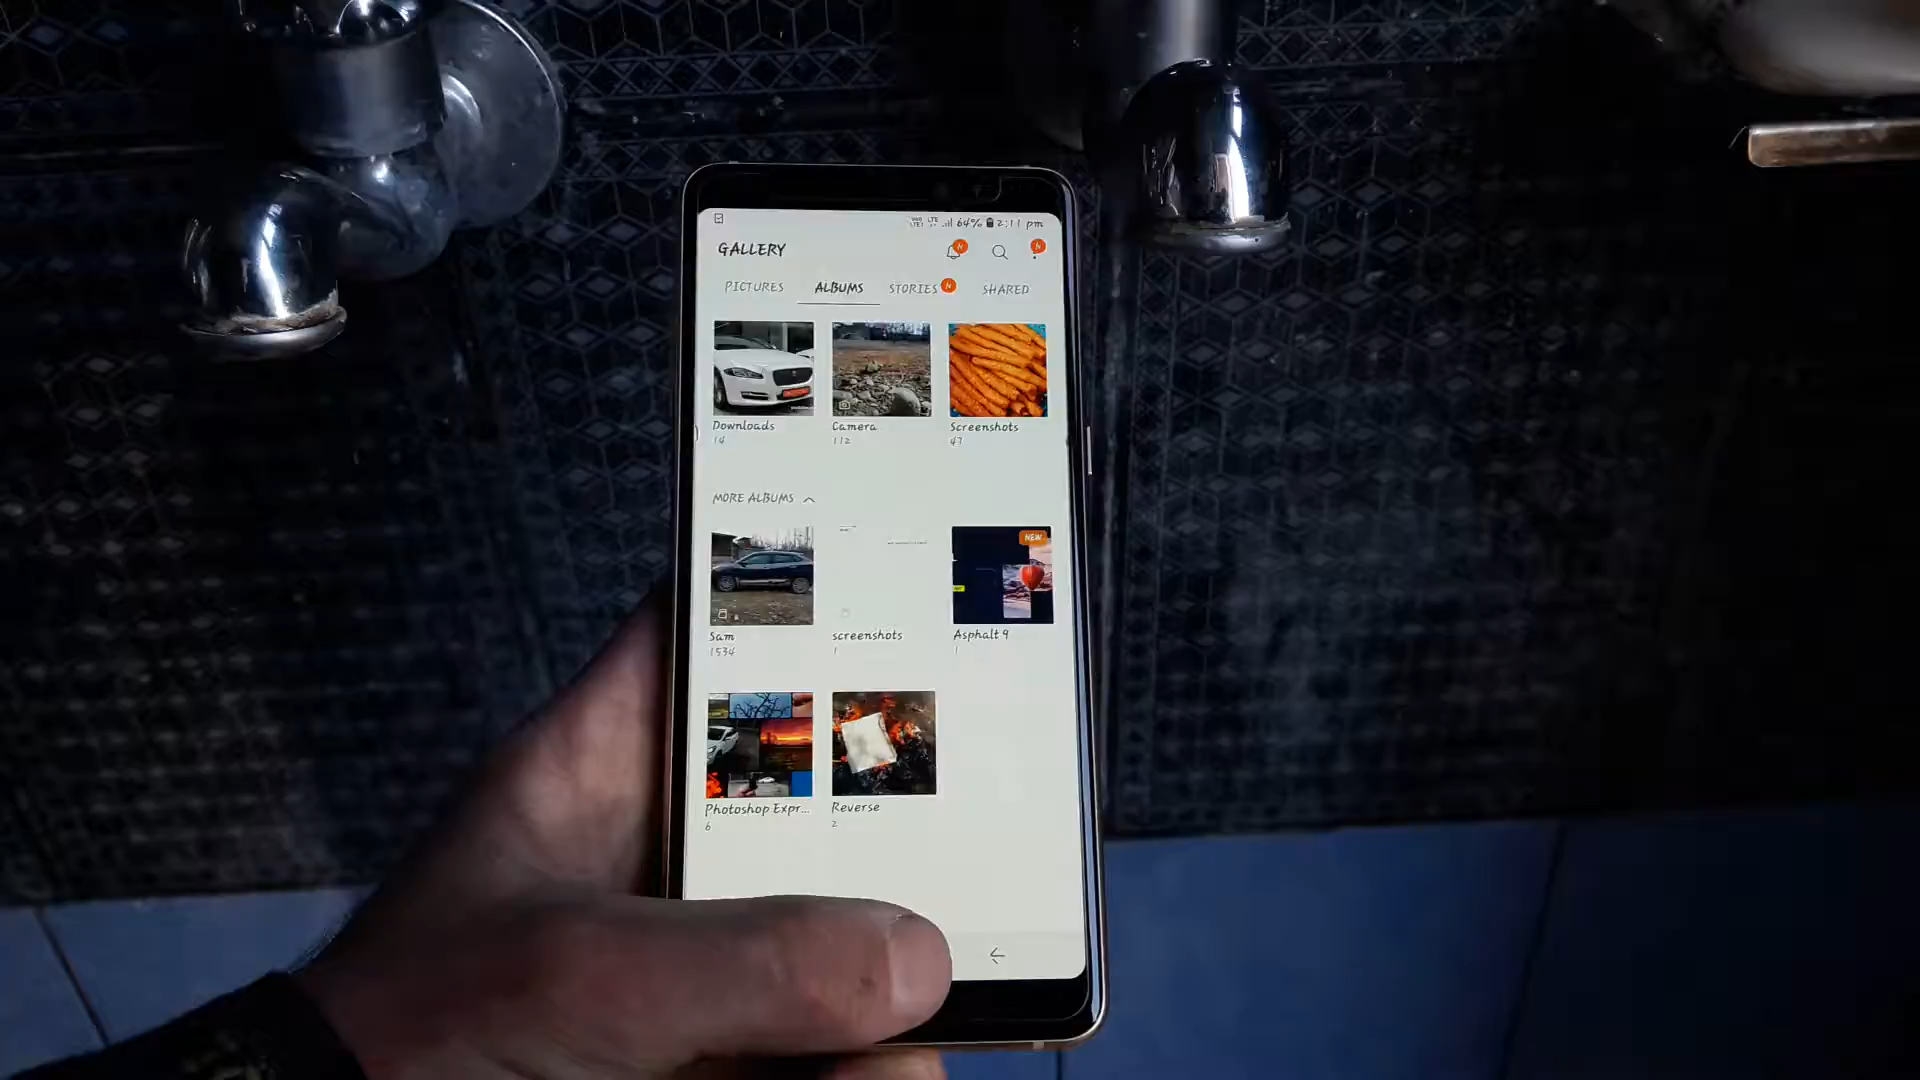 64% 2:11 pm
GALLERY
N
N
PICTURES ALBUMS STORIES N SHARED
Downloads Camera Screenshots
14 112 47
MORE ALBUMS
NEW
Sam screenshots Asphalt 9
1534 1 1
Photoshop Expr... Reverse
6 2